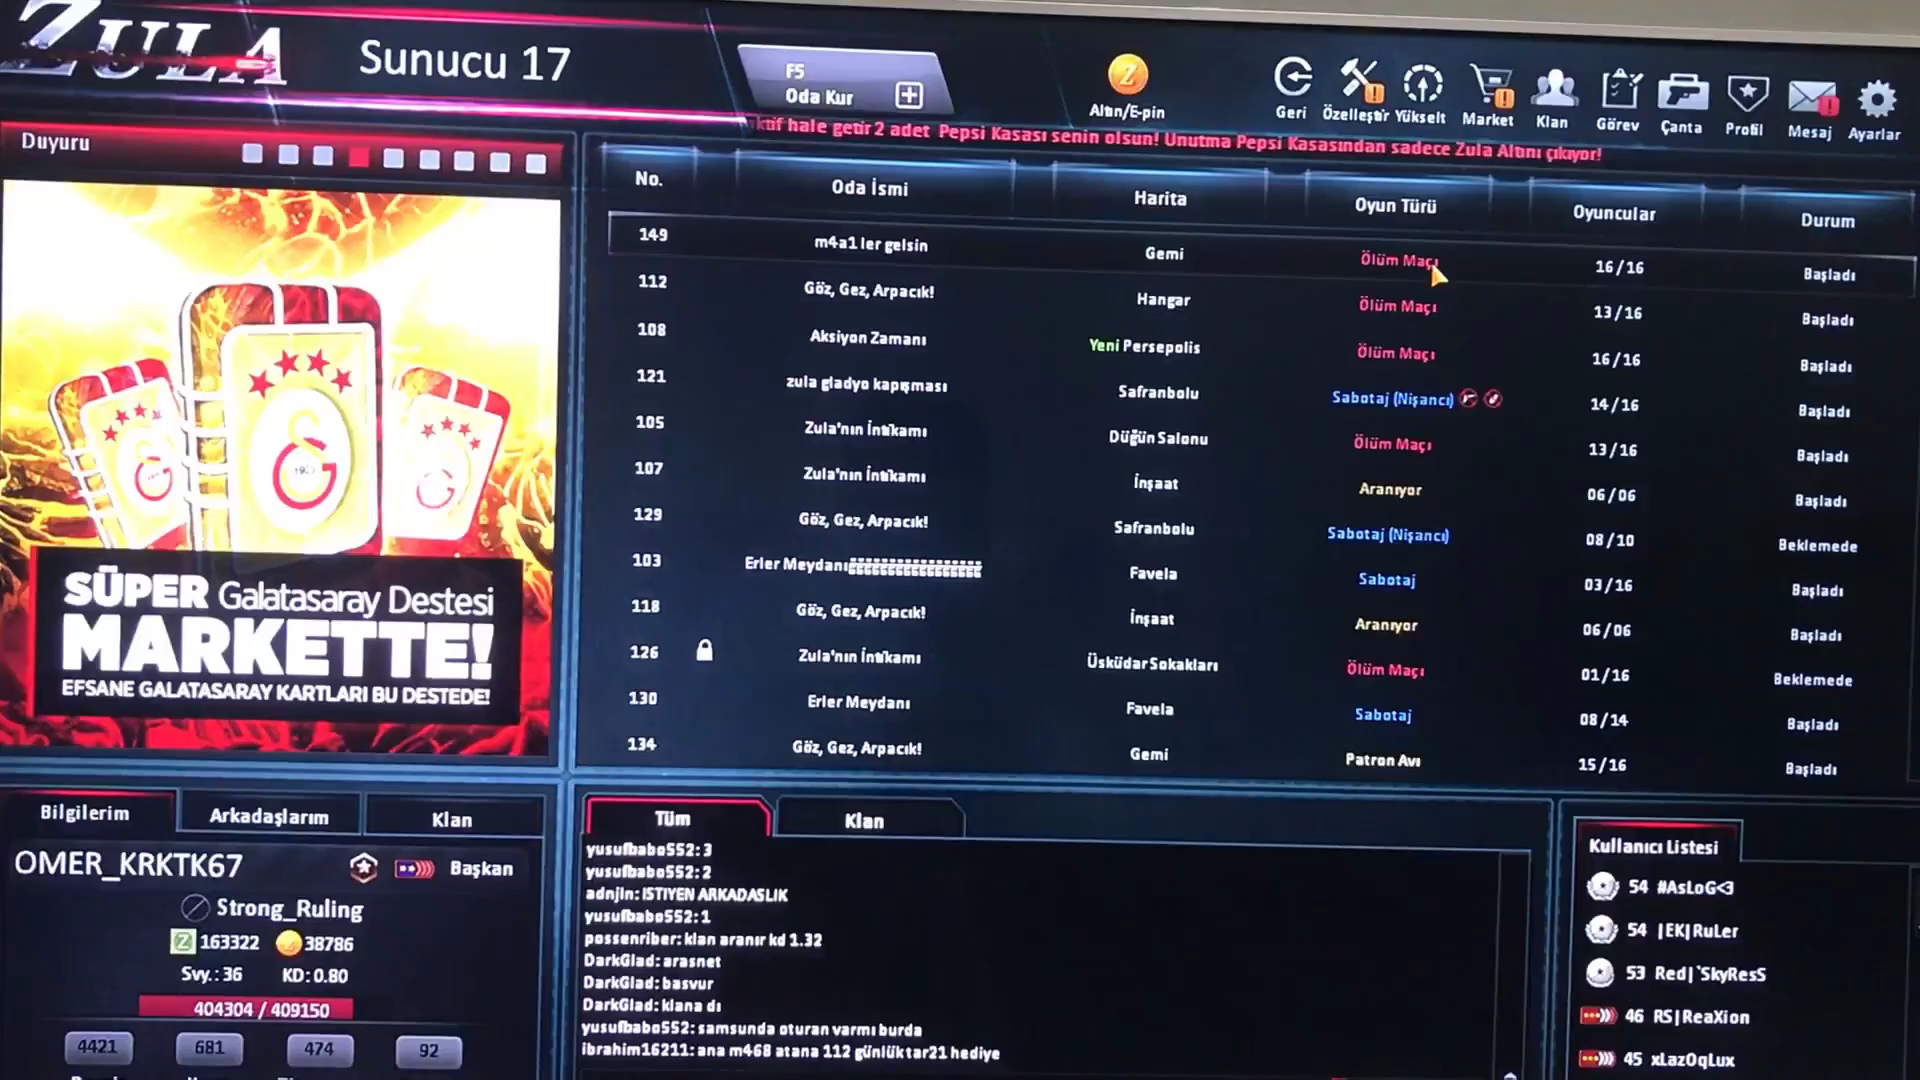 ZULA
Sunucu 17
F5
Oda Kur
Altın/E-pin
Geri
Özelleştir
Yükselt
Market
Klan
Görev
Çanta
Profil
Mesaj
Ayarlar
aktif hale getir 2 adet Pepsi Kasası senin olsun! Unutma Pepsi Kasasından sadece Zula Altını çıkıyor!
Duyuru
1905
SÜPER Galatasaray Destesi
MARKETTE!
EFSANE GALATASARAY KARTLARI BU DESTEDE!
No. Oda İsmi Harita Oyun Türü Oyuncular Durum
149 m4a1 ler gelsin Gemi Ölüm Maçı 16/16 Başladı
112 Göz, Gez, Arpacık! Hangar Ölüm Maçı 13/16 Başladı
108 Aksiyon Zamanı Yeni Persepolis Ölüm Maçı 16/16 Başladı
121 zula gladyo kapışması Safranbolu Sabotaj (Nişancı) 14/16 Başladı
105 Zula'nın İntikamı Düğün Salonu Ölüm Maçı 13/16 Başladı
107 Zula'nın İntikamı İnşaat Aranıyor 06/06 Başladı
129 Göz, Gez, Arpacık! Safranbolu Sabotaj (Nişancı) 08/10 Beklemede
103 Erler Meydanı Favela Sabotaj 03/16 Başladı
118 Göz, Gez, Arpacık! İnşaat Aranıyor 06/06 Başladı
126 Zula'nın İntikamı Üsküdar Sokakları Ölüm Maçı 01/16 Beklemede
130 Erler Meydanı Favela Sabotaj 08/14 Başladı
134 Göz, Gez, Arpacık! Gemi Patron Avı 15/16 Başladı
Bilgilerim Arkadaşlarım Klan
OMER_KRKTK67 Başkan
Strong_Ruling
163322 38786
Svy.: 36 KD: 0.80
404304 / 409150
4421 681 474 92
Tüm Klan
yusufbabo552: 3
yusufbabo552: 2
adnjln: ISTIYEN ARKADASLIK
yusufbabo552: 1
possenriber: klan aranır kd 1.32
DarkGlad: arasnet
DarkGlad: basvur
DarkGlad: klana dı
yusufbabo552: samsunda oturan varmı burda
ibrahim16211: ana m468 atana 112 günlük tar21 hediye
Kullanıcı Listesi
54 #AsLoG<3
54 |EK|RuLer
53 Red|`SkyResS
46 RS|ReaXion
45 xLazOqLux